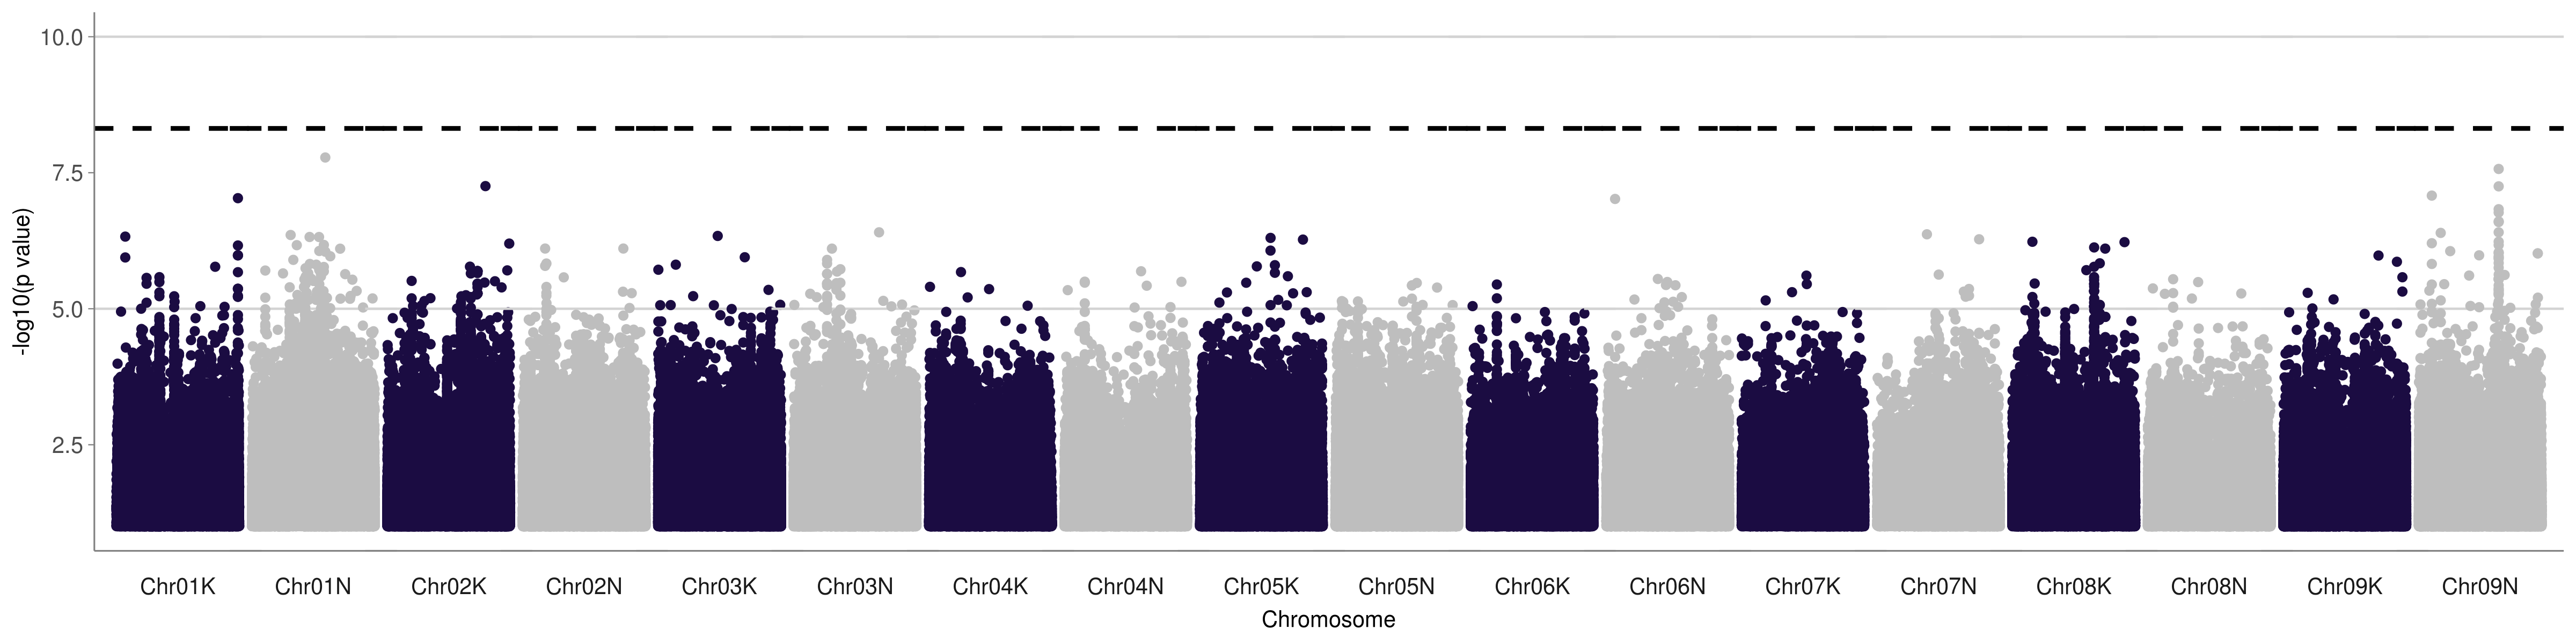 10.0
7.5
5.0
2.5
-log10(p value)
Chr01K Chr01N Chr02K Chr02N Chr03K Chr03N Chr04K Chr04N Chr05K Chr05N Chr06K Chr06N Chr07K Chr07N Chr08K Chr08N Chr09K Chr09N
Chromosome